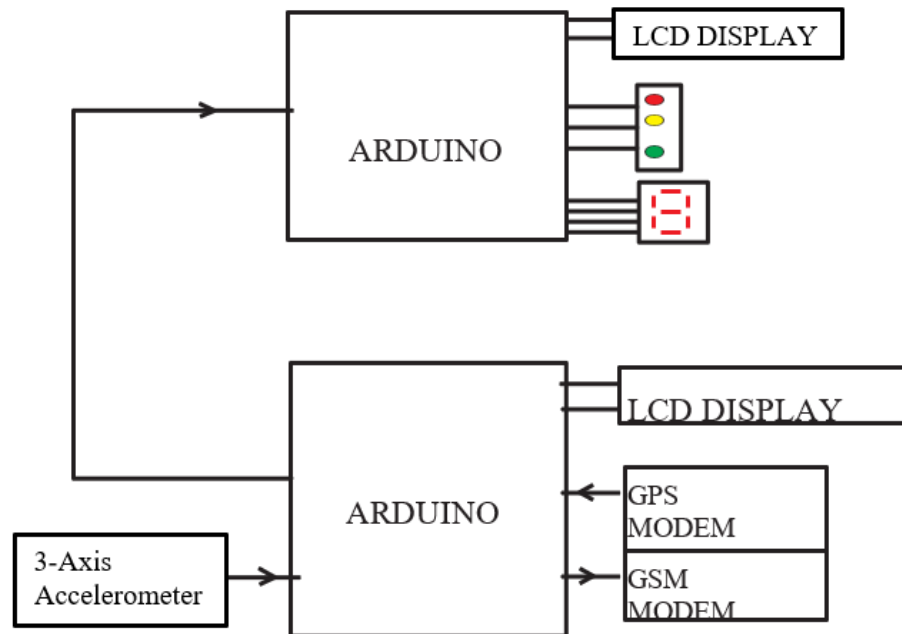 LCD DISPLAY
ARDUINO
LCD DISPLAY
GPS
MODEM
ARDUINO
3-Axis
Accelerometer
GSM
MODEM